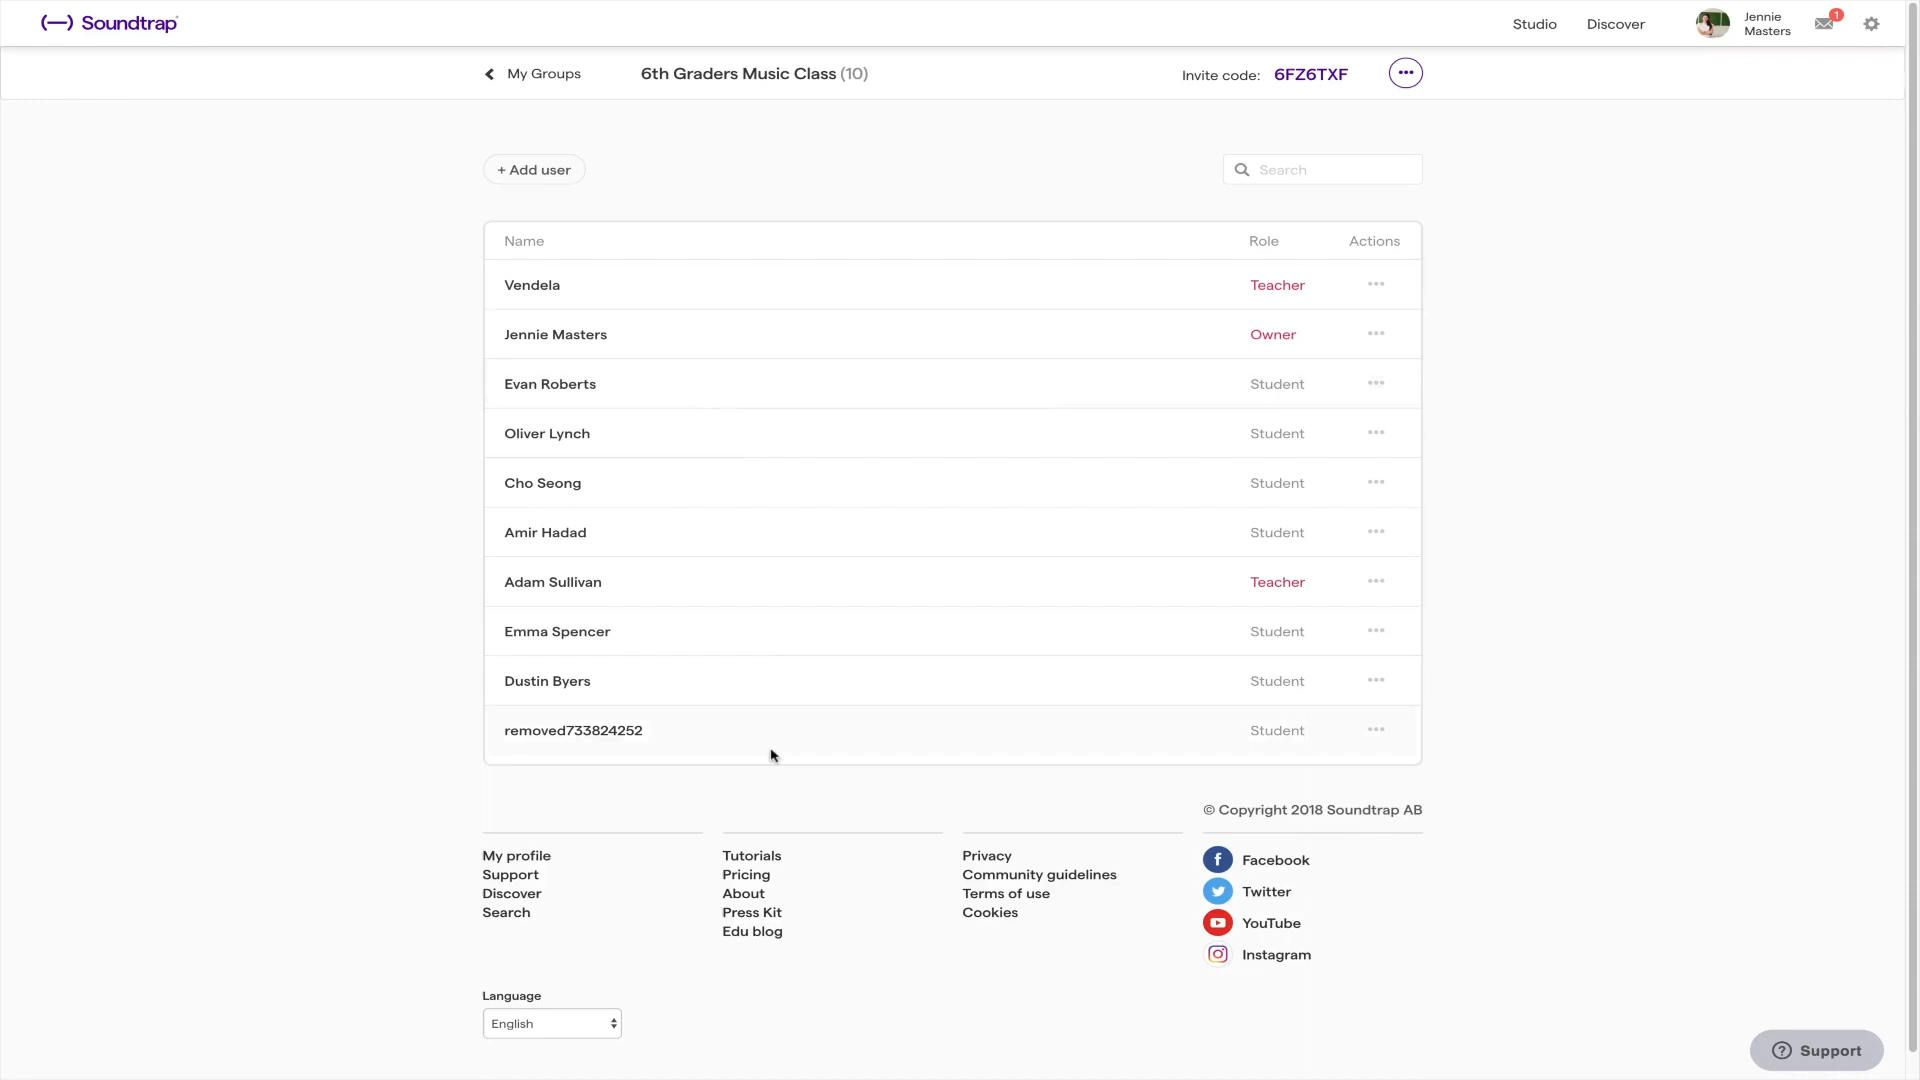 Soundtrap
Studio
Discover
Jennie
Masters
1
My Groups
6th Graders Music Class (10)
Invite code: 6FZ6TXF
+ Add user
Search
Name Role Actions
Vendela Teacher
Jennie Masters Owner
Evan Roberts Student
Oliver Lynch Student
Cho Seong Student
Amir Hadad Student
Adam Sullivan Teacher
Emma Spencer Student
Dustin Byers Student
removed733824252 Student
© Copyright 2018 Soundtrap AB
My profile
Support
Discover
Search
Tutorials
Pricing
About
Press Kit
Edu blog
Privacy
Community guidelines
Terms of use
Cookies
Facebook
Twitter
YouTube
Instagram
Language
English
Support